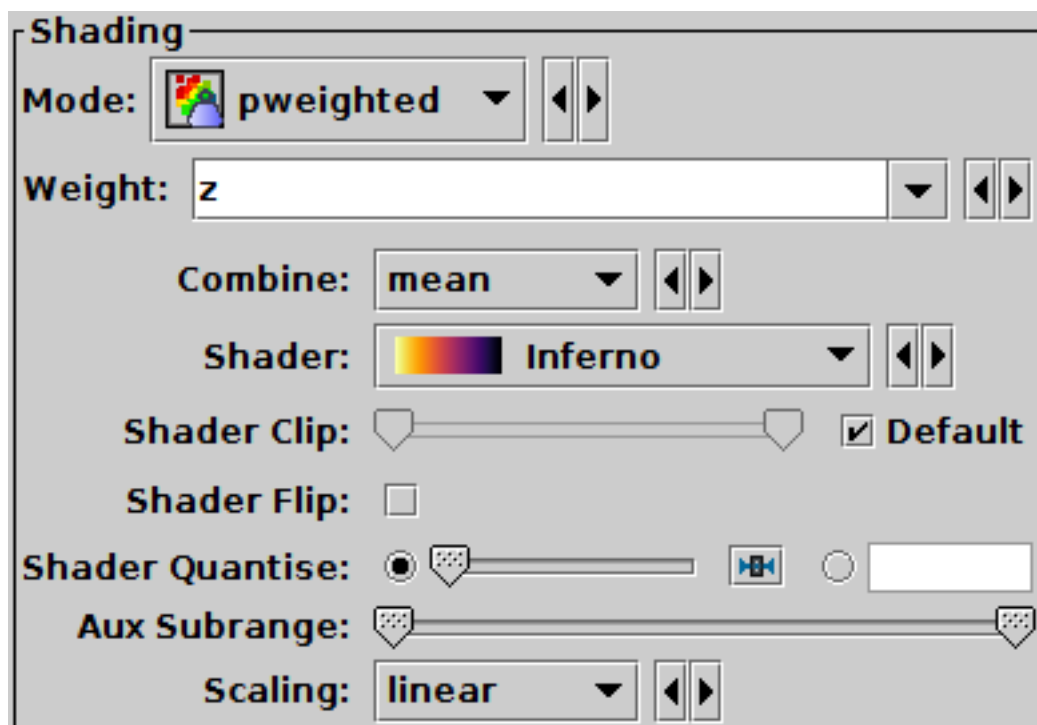 Shading
Mode: pweighted
Weight: z
Combine: mean
Shader: Inferno
Shader Clip: Default
Shader Flip:
Shader Quantise:
Aux Subrange:
Scaling: linear